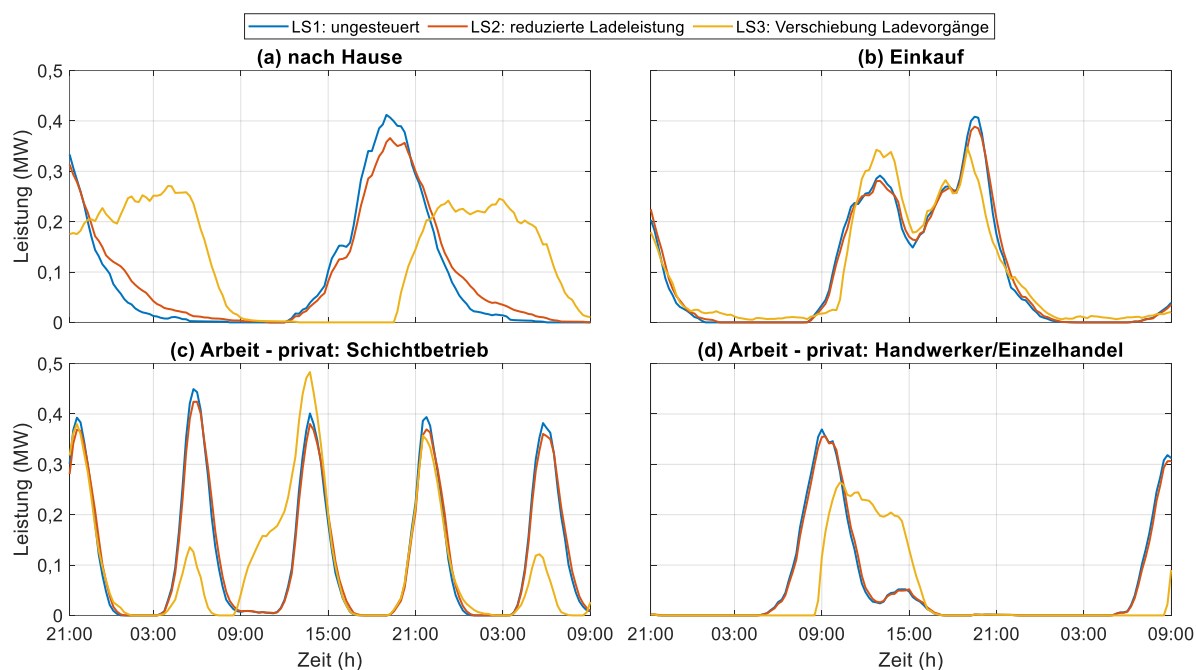 LS1: ungesteuert LS2: reduzierte Ladeleistung LS3: Verschiebung Ladevorgänge
(a) nach Hause (b) Einkauf
0,5
0,4
0,3
0,2
0,1
0
Leistung (MW)
(c) Arbeit - privat: Schichtbetrieb (d) Arbeit - privat: Handwerker/Einzelhandel
0,5
0,4
0,3
0,2
0,1
0
Leistung (MW)
21:00 03:00 09:00 15:00 21:00 03:00 09:00 21:00 03:00 09:00 15:00 21:00 03:00 09:00
Zeit (h) Zeit (h)